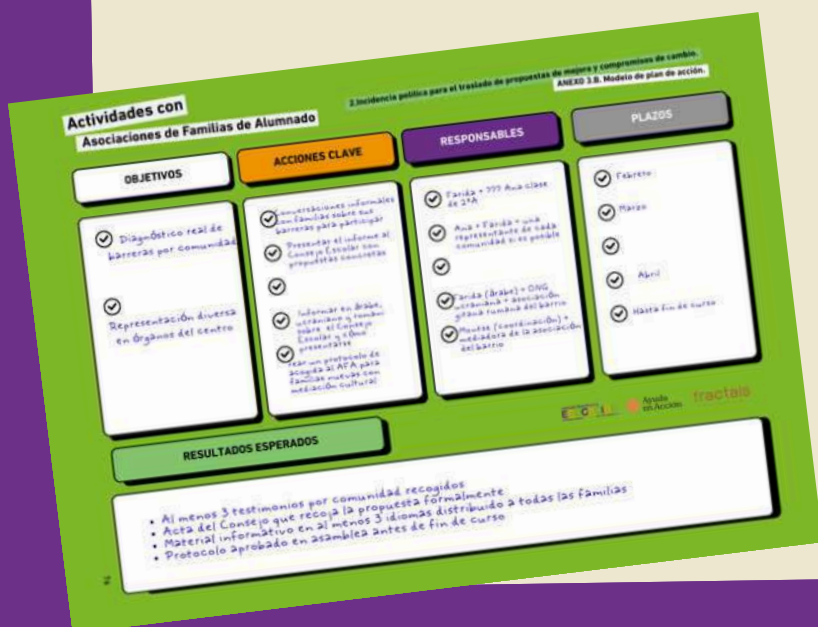 Actividades con
Asociaciones de Familias de Alumnado
2.Incidencia política para el traslado de propuestas de mejora y compromisos de cambio.
ANEXO 3.B. Modelo de plan de acción.
OBJETIVOS
Diagnóstico real de
barreras por comunidad
Representación diversa
en órganos del centro
ACCIONES CLAVE
Conversaciones informales
con familias sobre sus
barreras para participar
Presentar el informe al
Consejo Escolar con
propuestas concretas
Informar en árabe,
ucraniano y romaní
sobre el Consejo
Escolar y cómo
presentarse
rear un protocolo de
acogida al AFA para
familias nuevas con
mediación cultural
RESPONSABLES
Farida + ??? Ana clase
de 2ºA
Ana + Farida + una
representante de cada
comunidad si es posible
Farida (árabe) + ONG
ucraniana + asociación
gitana rumana del barrio
Montse (coordinación) +
mediadora de la asociación
del barrio
PLAZOS
Febrero
Marzo
Abril
Hasta fin de curso
Ayuda
en Acción
fractals
RESULTADOS ESPERADOS
• Al menos 3 testimonios por comunidad recogidos
• Acta del Consejo que recoja la propuesta formalmente
• Material informativo en al menos 3 idiomas distribuido a todas las familias
• Protocolo aprobado en asamblea antes de fin de curso